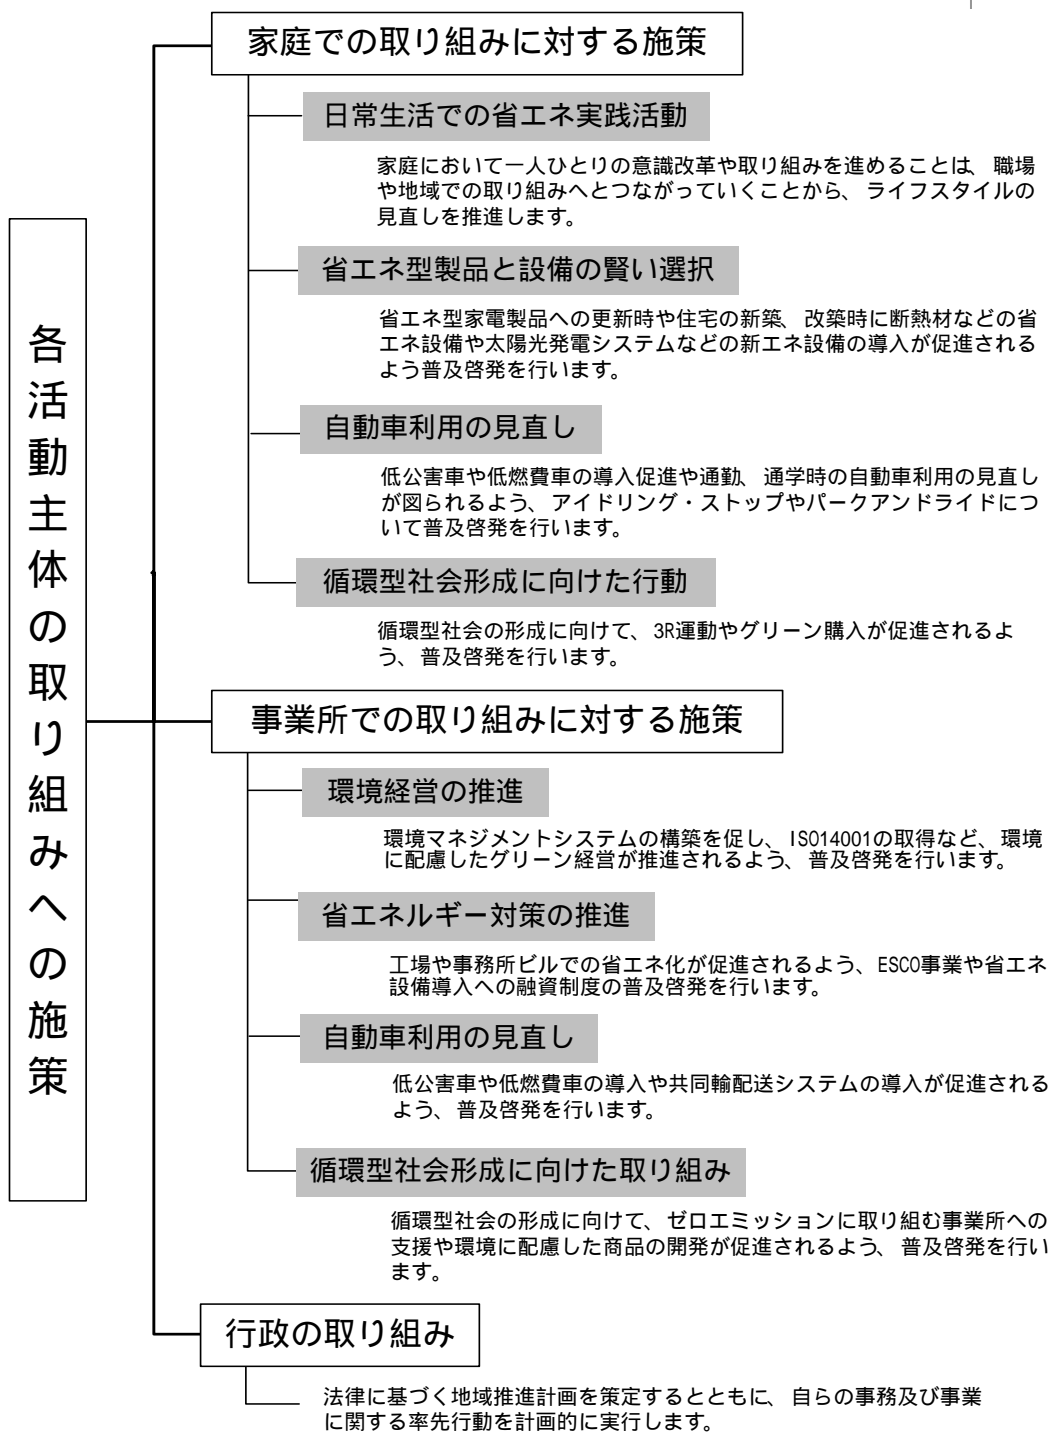 各活動主体の取り組みへの施策
家庭での取り組みに対する施策
日常生活での省エネ実践活動
家庭において一人ひとりの意識改革や取り組みを進めることは、職場
や地域での取り組みへとつながっていくことから、ライフスタイルの
見直しを推進します。
省エネ型製品と設備の賢い選択
省エネ型家電製品への更新時や住宅の新築、改築時に断熱材などの省
エネ設備や太陽光発電システムなどの新エネ設備の導入が促進される
よう普及啓発を行います。
自動車利用の見直し
低公害車や低燃費車の導入促進や通勤、通学時の自動車利用の見直し
が図られるよう、アイドリング・ストップやパークアンドライドにつ
いて普及啓発を行います。
循環型社会形成に向けた行動
循環型社会の形成に向けて、3R運動やグリーン購入が促進されるよ
う、普及啓発を行います。
事業所での取り組みに対する施策
環境経営の推進
環境マネジメントシステムの構築を促し、ISO14001の取得など、環境
に配慮したグリーン経営が推進されるよう、普及啓発を行います。
省エネルギー対策の推進
工場や事務所ビルでの省エネ化が促進されるよう、ESCO事業や省エネ
設備導入への融資制度の普及啓発を行います。
自動車利用の見直し
低公害車や低燃費車の導入や共同輸配送システムの導入が促進される
よう、普及啓発を行います。
循環型社会形成に向けた取り組み
循環型社会の形成に向けて、ゼロエミッションに取り組む事業所への
支援や環境に配慮した商品の開発が促進されるよう、普及啓発を行い
ます。
行政の取り組み
法律に基づく地域推進計画を策定するとともに、自らの事務及び事業
に関する率先行動を計画的に実行します。